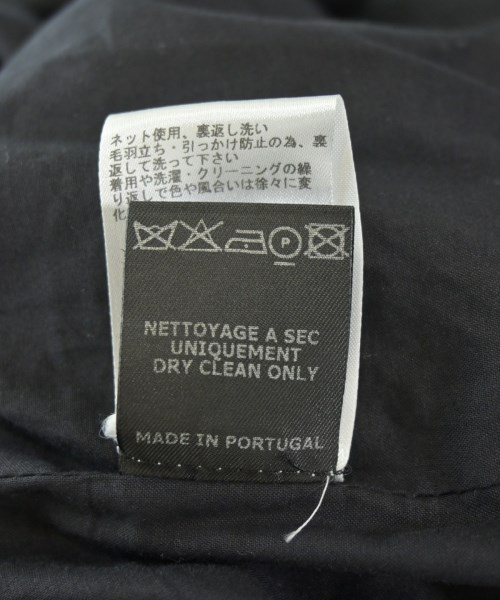 ネット使用、裏返し洗い
毛羽立ち・引っかけ防止の為、裏
返して洗って下さい
着用や洗濯・クリーニングの繰
り返しで色や風合いは徐々に変
化
P
NETTOYAGE A SEC
UNIQUEMENT
DRY CLEAN ONLY
MADE IN PORTUGAL